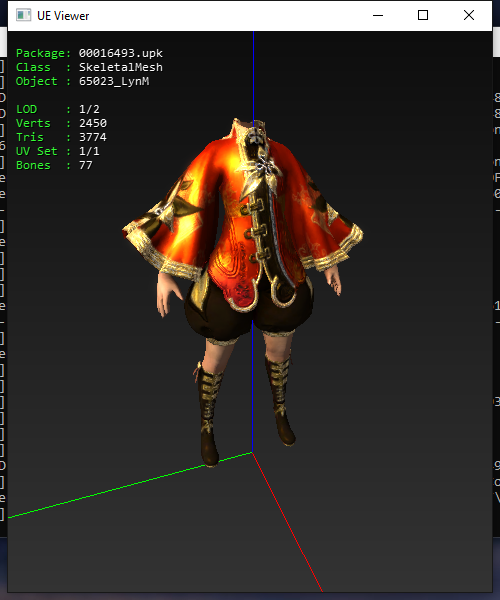 UE Viewer
Package: 00016493.upk
Class  : SkeletalMesh
Object : 65023_LynM
LOD    : 1/2
Verts  : 2450
Tris   : 3774
UV Set : 1/1
Bones  : 77